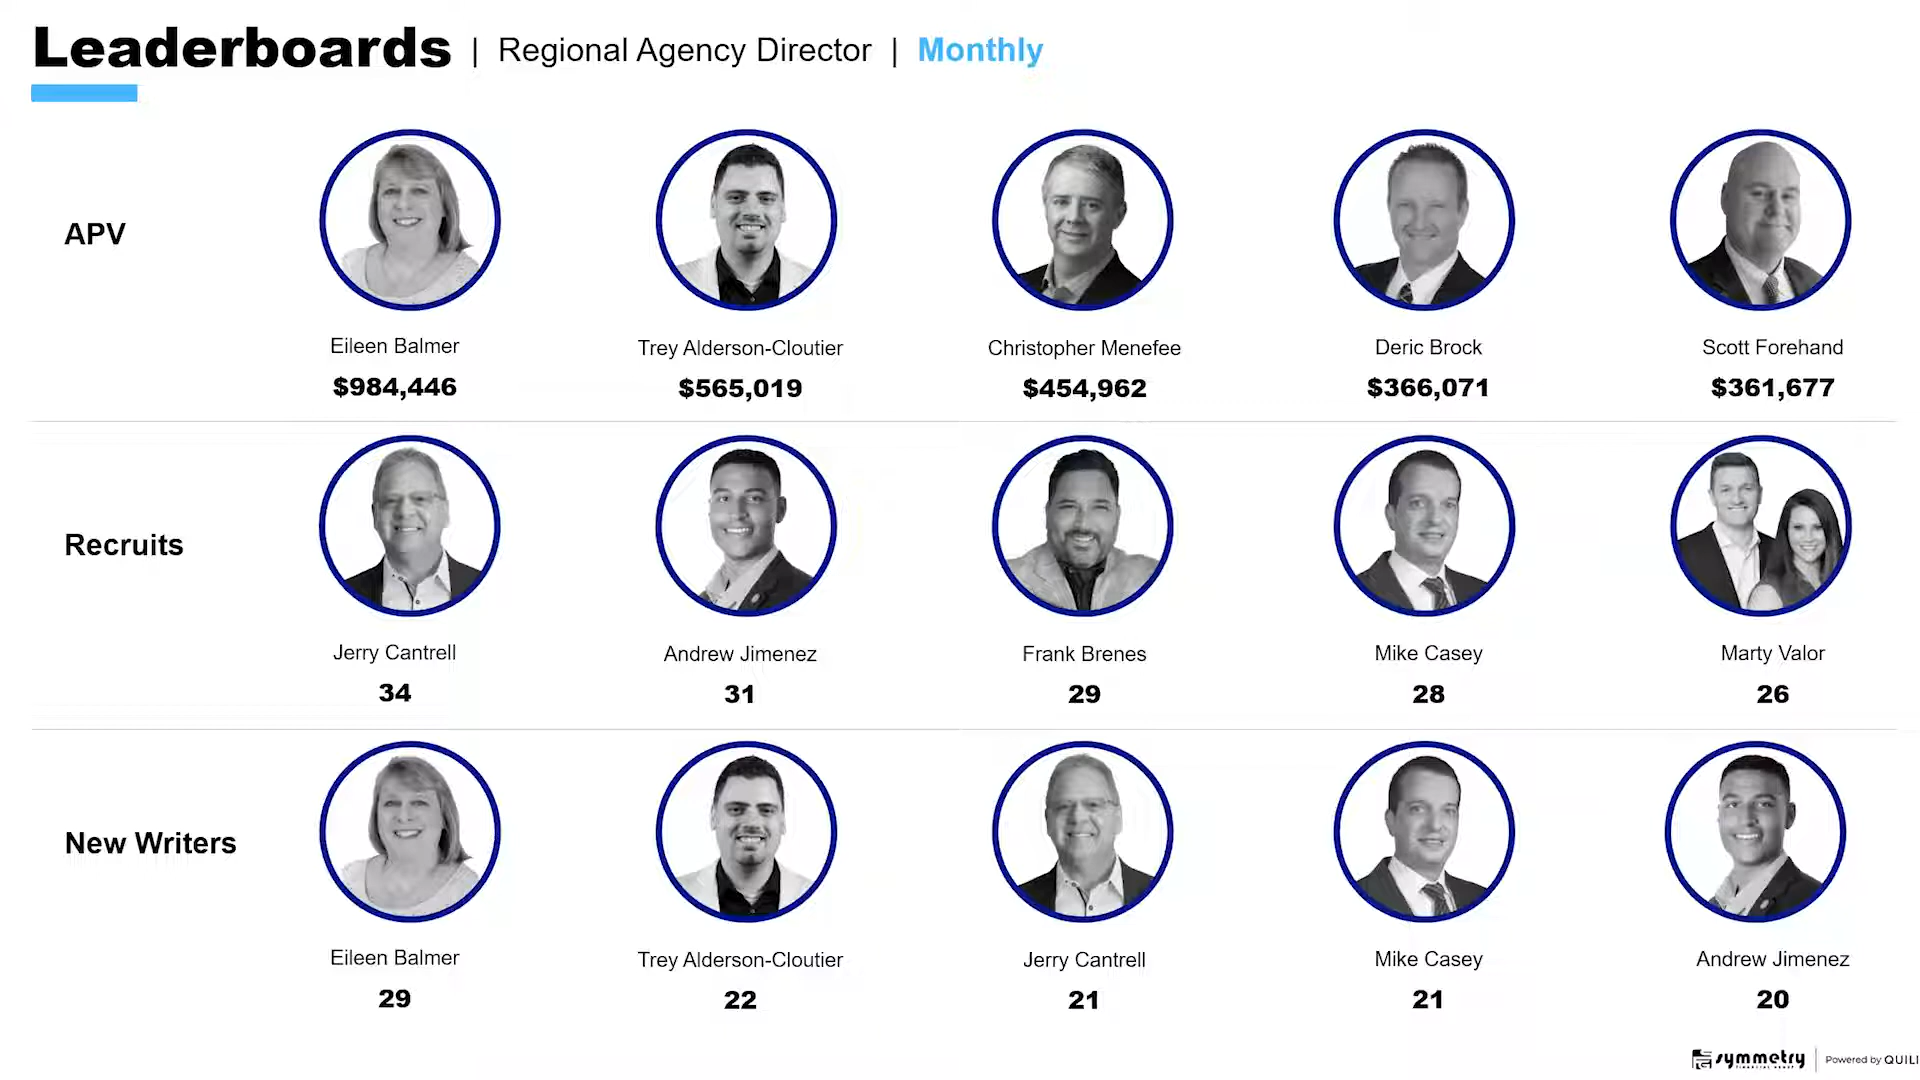 Leaderboards | Regional Agency Director | Monthly
APV
Eileen Balmer
$984,446
Trey Alderson-Cloutier
$565,019
Christopher Menefee
$454,962
Deric Brock
$366,071
Scott Forehand
$361,677
Recruits
Jerry Cantrell
34
Andrew Jimenez
31
Frank Brenes
29
Mike Casey
28
Marty Valor
26
New Writers
Eileen Balmer
29
Trey Alderson-Cloutier
22
Jerry Cantrell
21
Mike Casey
21
Andrew Jimenez
20
symmetry
FINANCIAL GROUP
Powered by QUILI